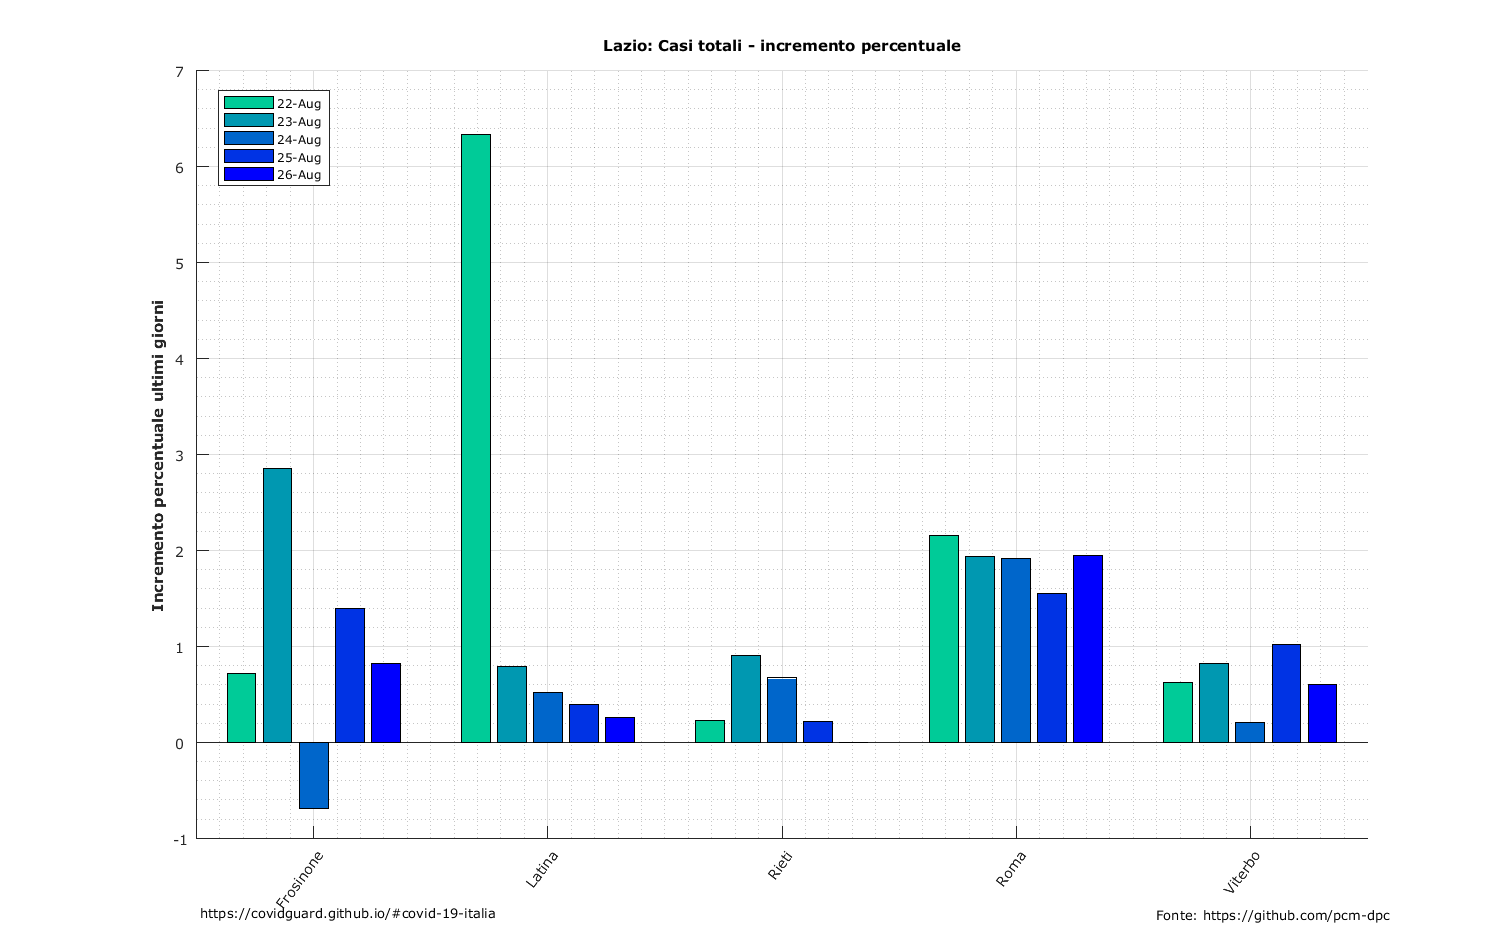 Lazio: Casi totali - incremento percentuale
7
6
5
4
3
2
1
0
-1
Incremento percentuale ultimi giorni
22-Aug
23-Aug
24-Aug
25-Aug
26-Aug
Frosinone
Latina
Rieti
Roma
Viterbo
https://covidguard.github.io/#covid-19-italia
Fonte: https://github.com/pcm-dpc